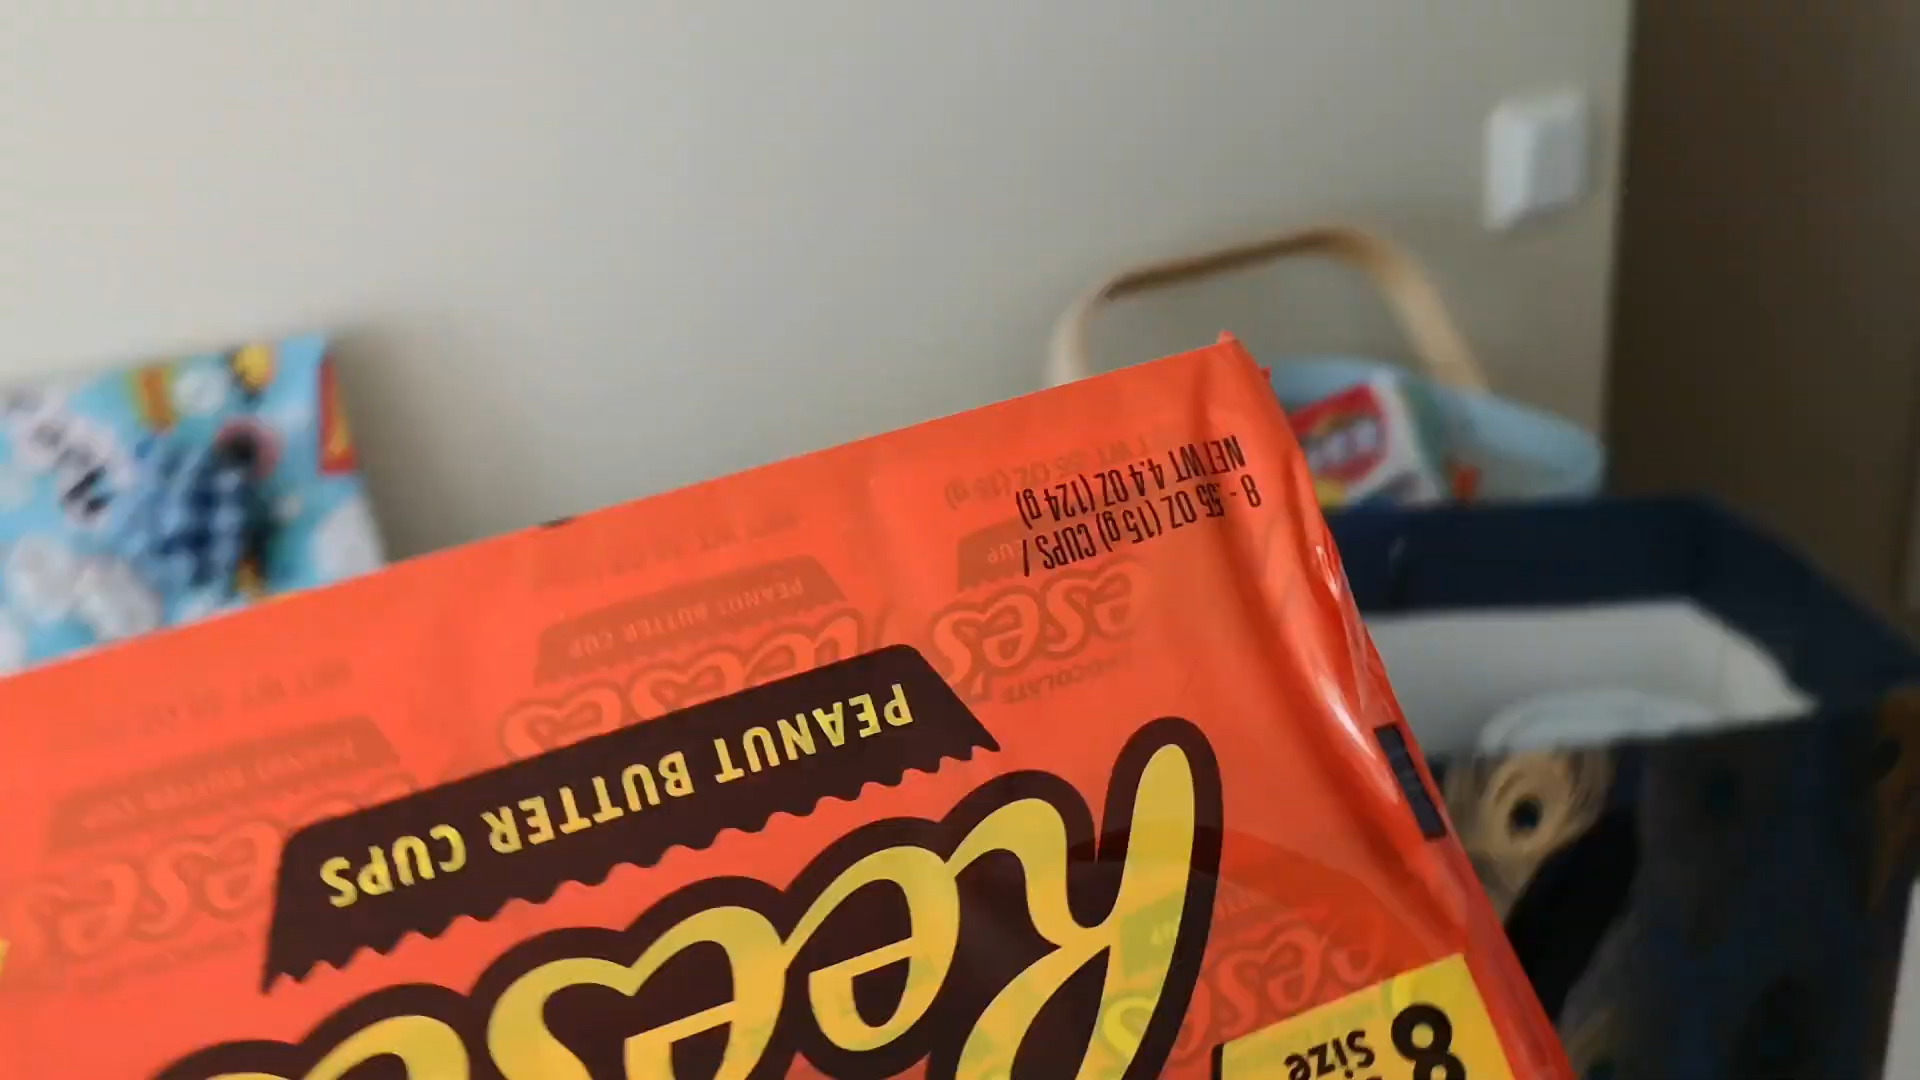 8
Size
Reese's
PEANUT BUTTER CUPS
8 - .55 OZ (15 g) CUPS /
NET WT 4.4 OZ (124 g)
PEANUT BUTTER CUP